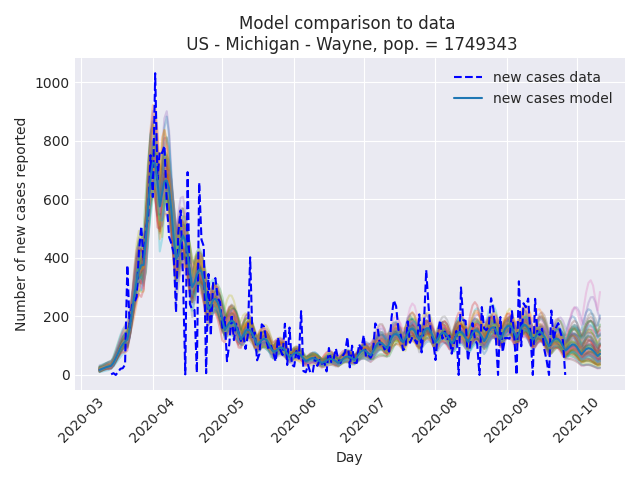 Model comparison to data
US - Michigan - Wayne, pop. = 1749343
new cases data
new cases model
Number of new cases reported
1000
800
600
400
200
0
2020-03
2020-04
2020-05
2020-06
2020-07
2020-08
2020-09
2020-10
Day